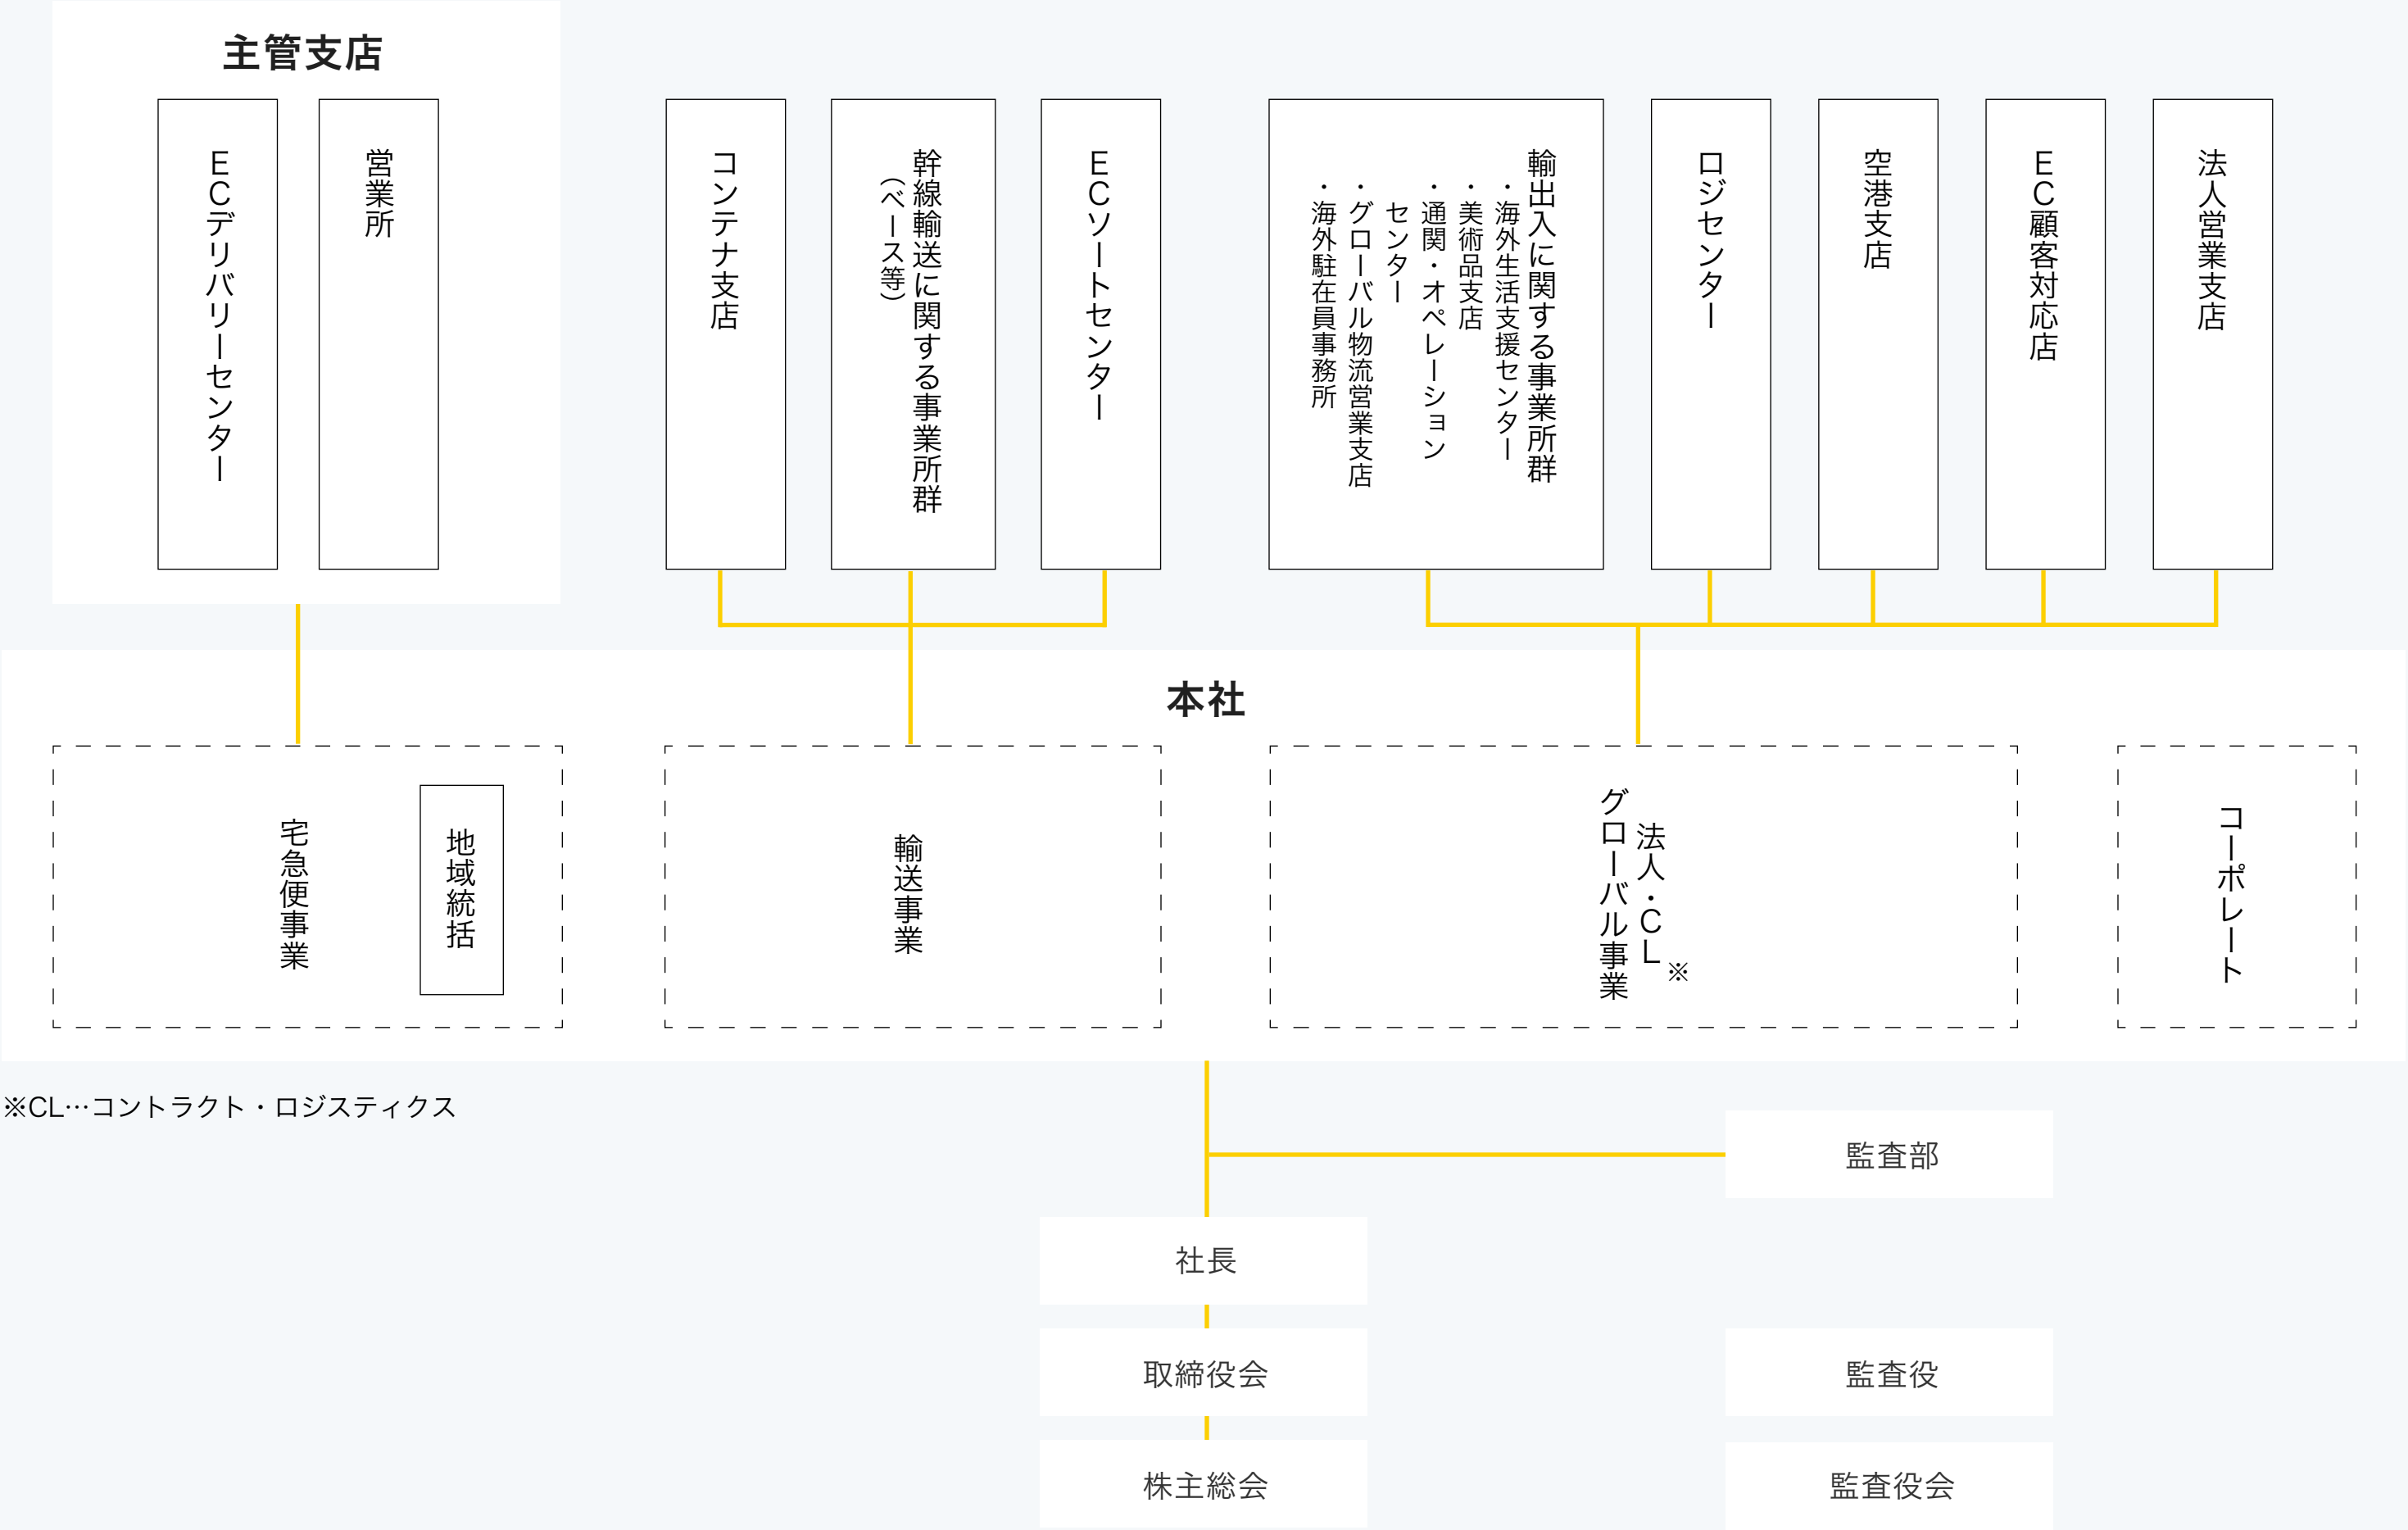 主管支店
ECデリバリーセンター
営業所
コンテナ支店
幹線輸送に関する事業所群
（ベース等）
ECソートセンター
輸出入に関する事業所群
・海外生活支援センター
・美術品支店
・通関・オペレーション
センター
・グローバル物流営業支店
・海外駐在員事務所
ロジセンター
空港支店
EC顧客対応店
法人営業支店
本社
宅急便事業
地域統括
輸送事業
法人・CL※
グローバル事業
コーポレート
※CL…コントラクト・ロジスティクス
監査部
社長
取締役会
監査役
株主総会
監査役会